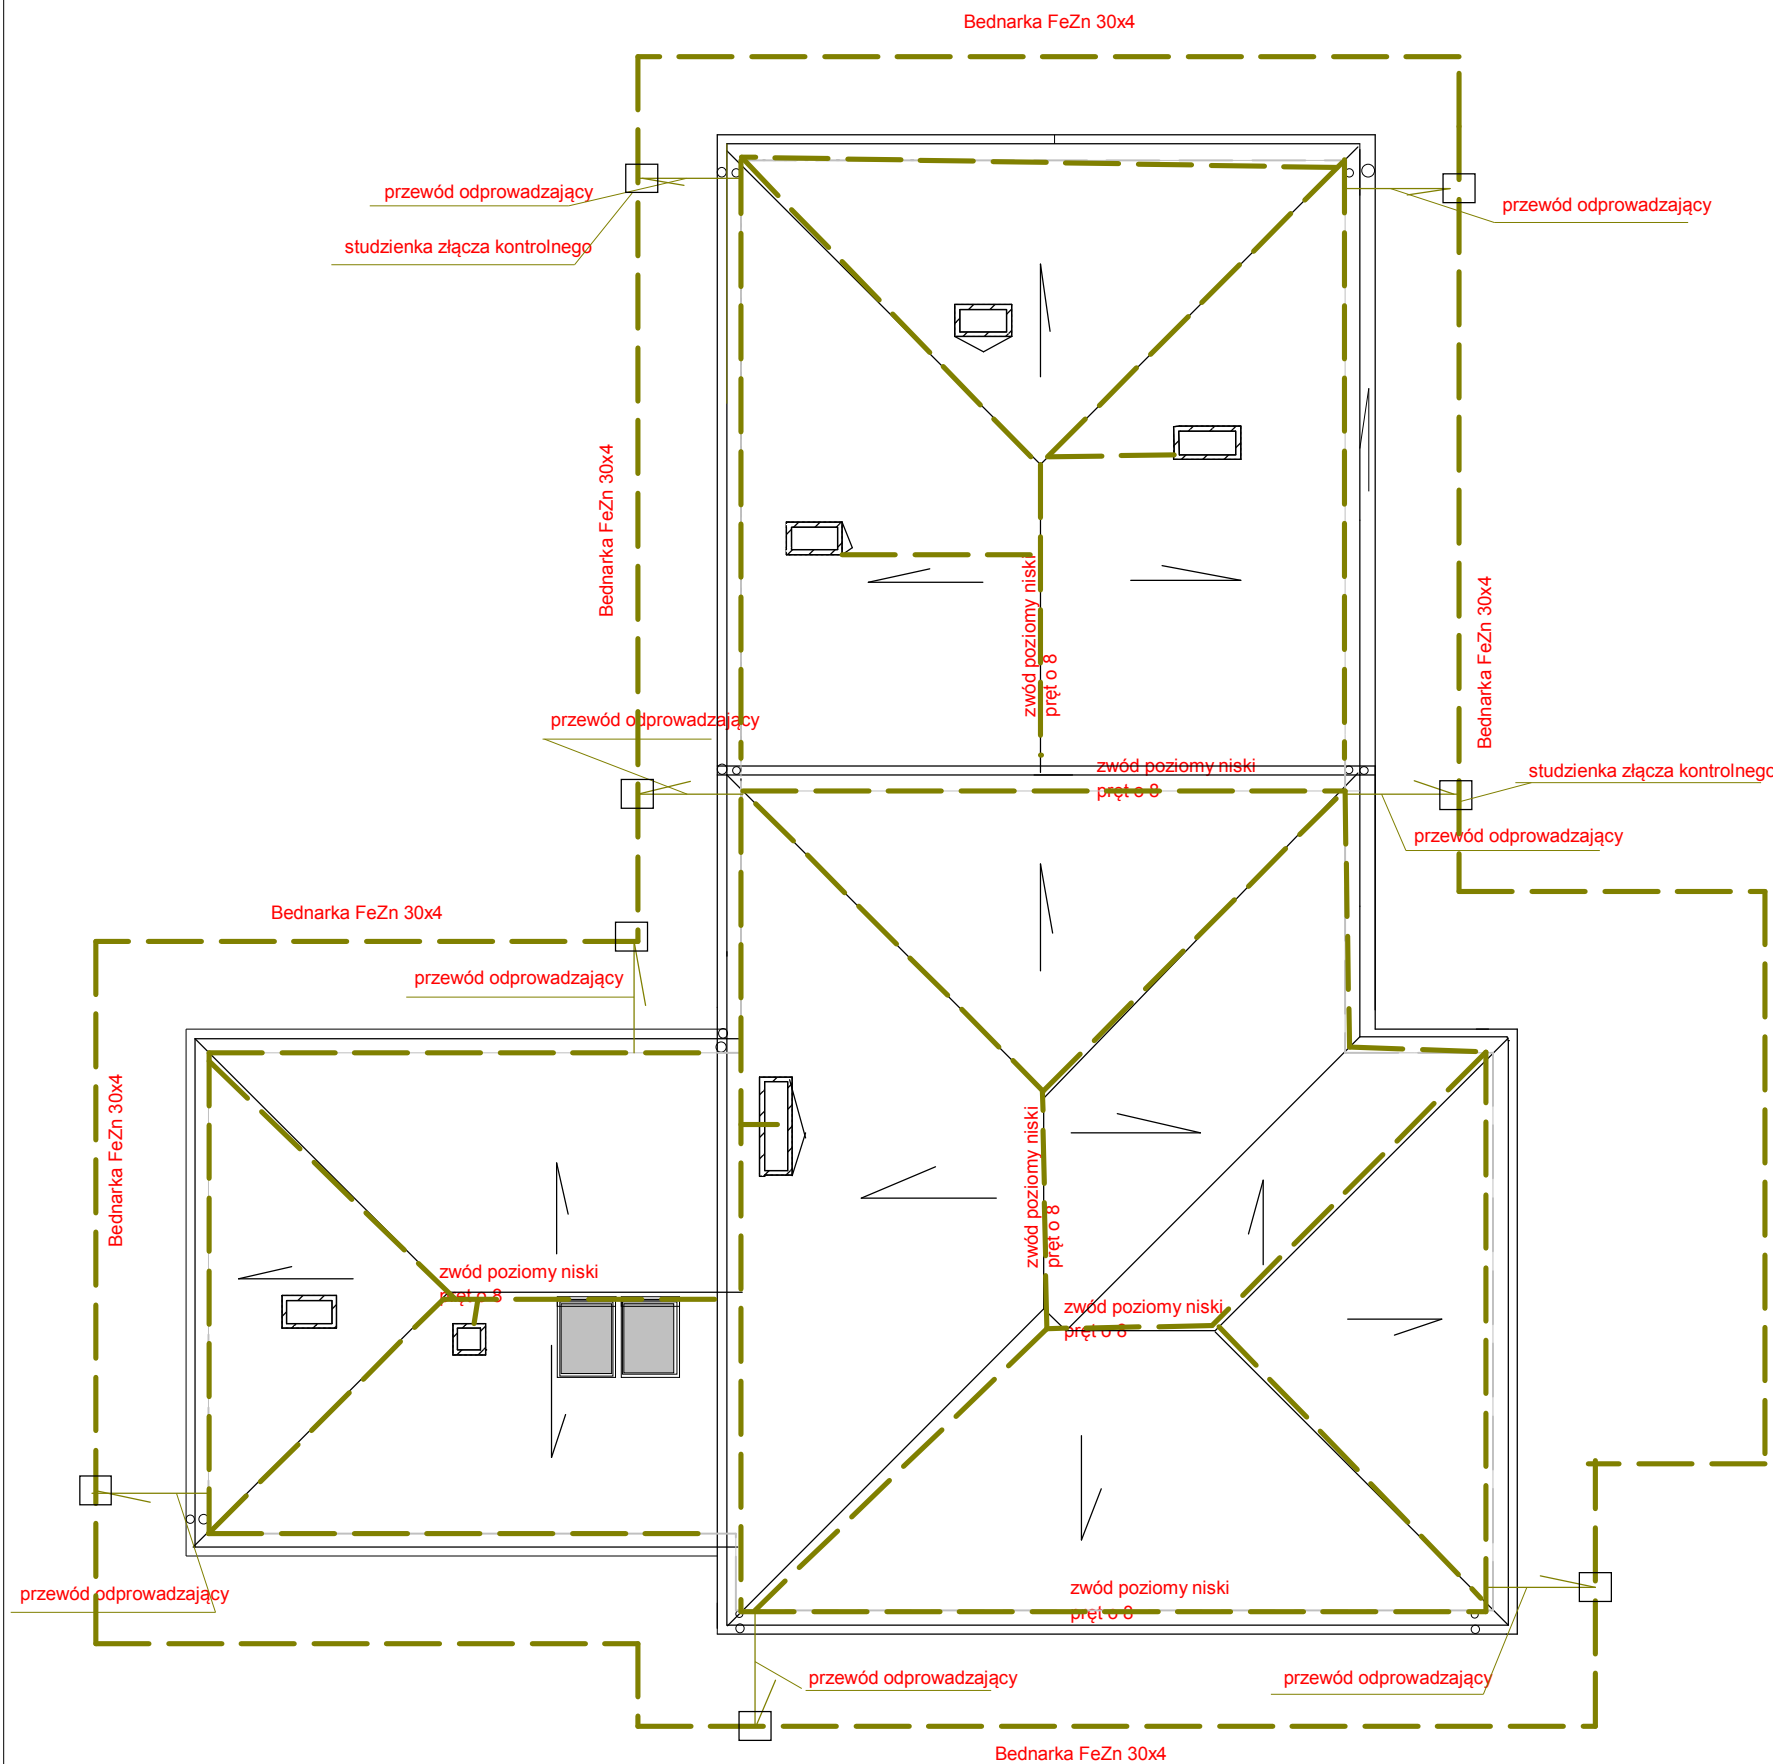 Bednarka FeZn 30x4
przewód odprowadzający
studzienka złącza kontrolnego
przewód odprowadzający
Bednarka FeZn 30x4
zwód poziomy niski
pręt o 8
Bednarka FeZn 30x4
przewód odprowadzający
zwód poziomy niski
pręt o 8
studzienka złącza kontrolnego
przewód odprowadzający
Bednarka FeZn 30x4
przewód odprowadzający
Bednarka FeZn 30x4
zwód poziomy niski
pręt o 8
zwód poziomy niski
pręt o 8
zwód poziomy niski
pręt o 8
przewód odprowadzający
zwód poziomy niski
pręt o 8
przewód odprowadzający
przewód odprowadzający
Bednarka FeZn 30x4